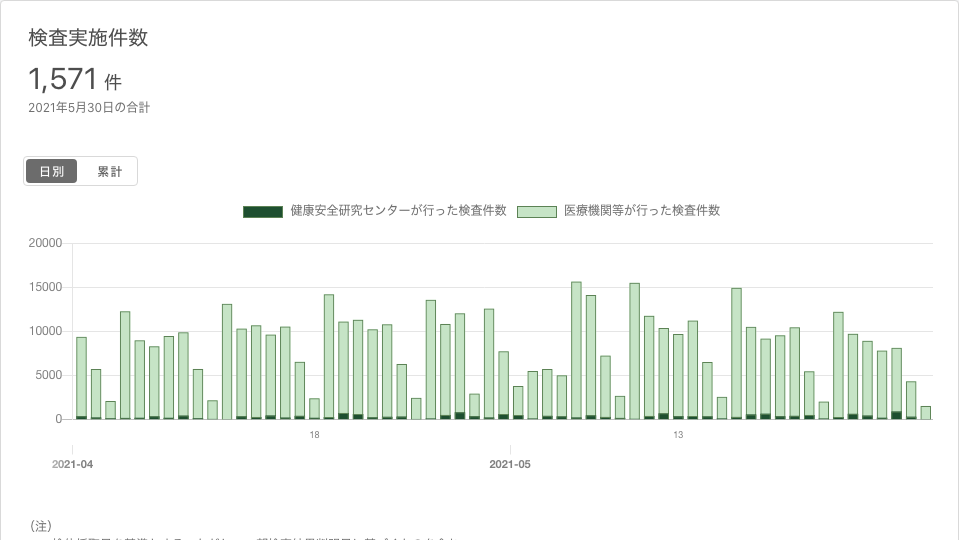 検査実施件数
1,571 件
2021年5月30日の合計
日別 累計
健康安全研究センターが行った検査件数 医療機関等が行った検査件数
20000
15000
10000
5000
0
18 13
2021-04 2021-05
（注）